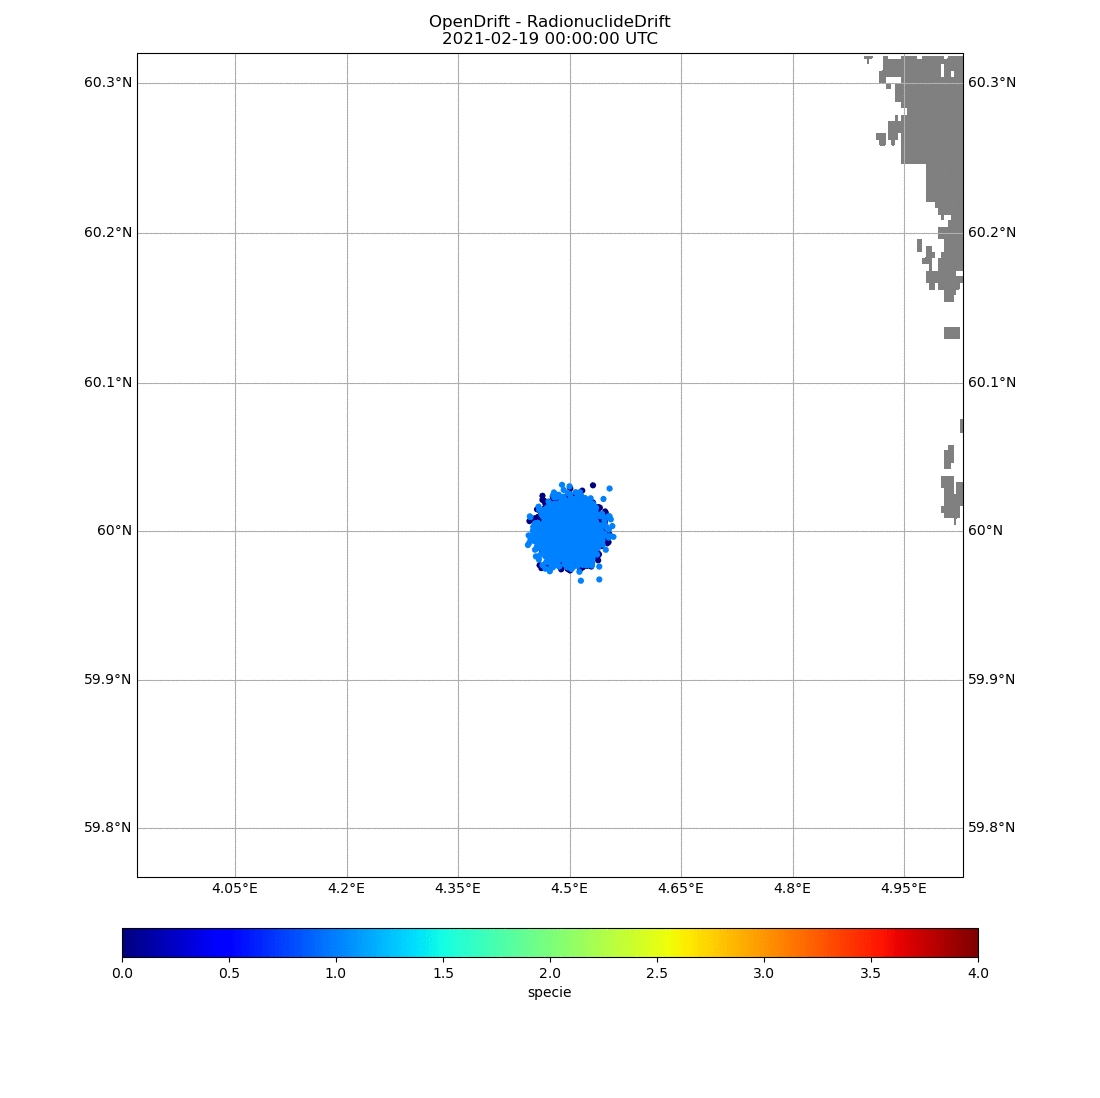 OpenDrift - RadionuclideDrift
2021-02-19 00:00:00 UTC
60.3°N 60.3°N
60.2°N 60.2°N
60.1°N 60.1°N
60°N 60°N
59.9°N 59.9°N
59.8°N 59.8°N
4.05°E 4.2°E 4.35°E 4.5°E 4.65°E 4.8°E 4.95°E
0.0 0.5 1.0 1.5 2.0 2.5 3.0 3.5 4.0
specie